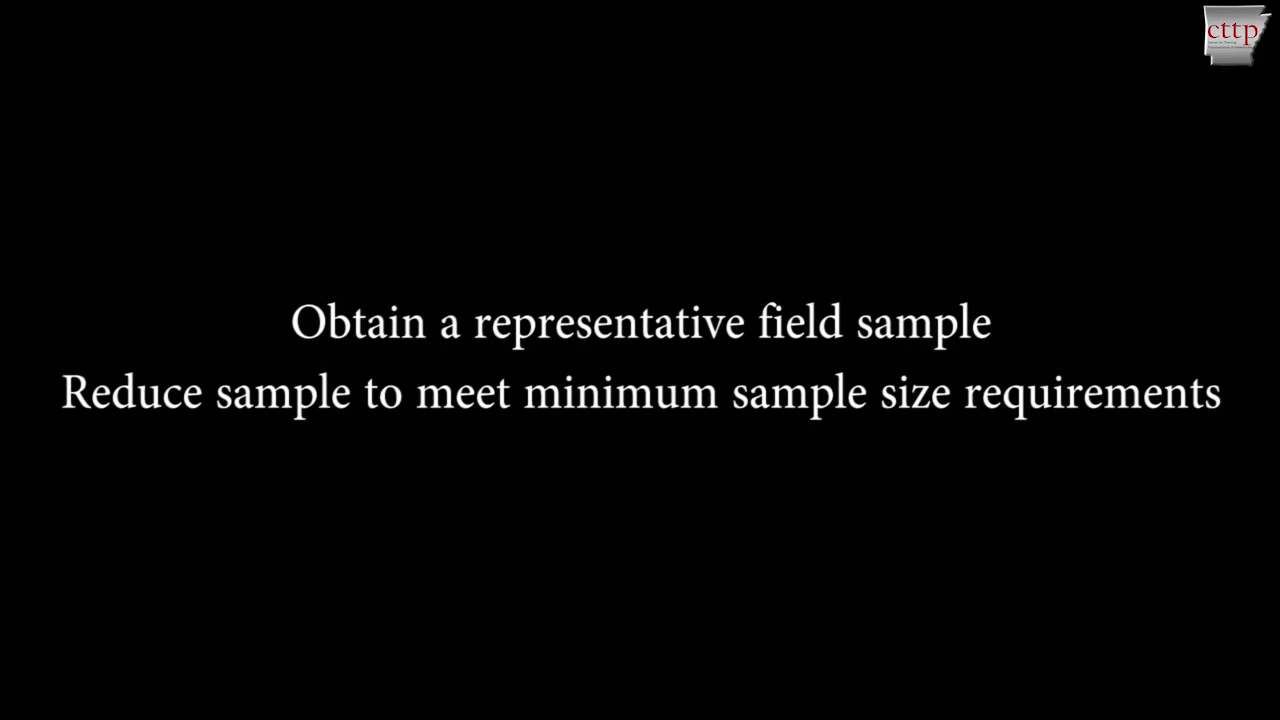 cttp
Obtain a representative field sample
Reduce sample to meet minimum sample size requirements